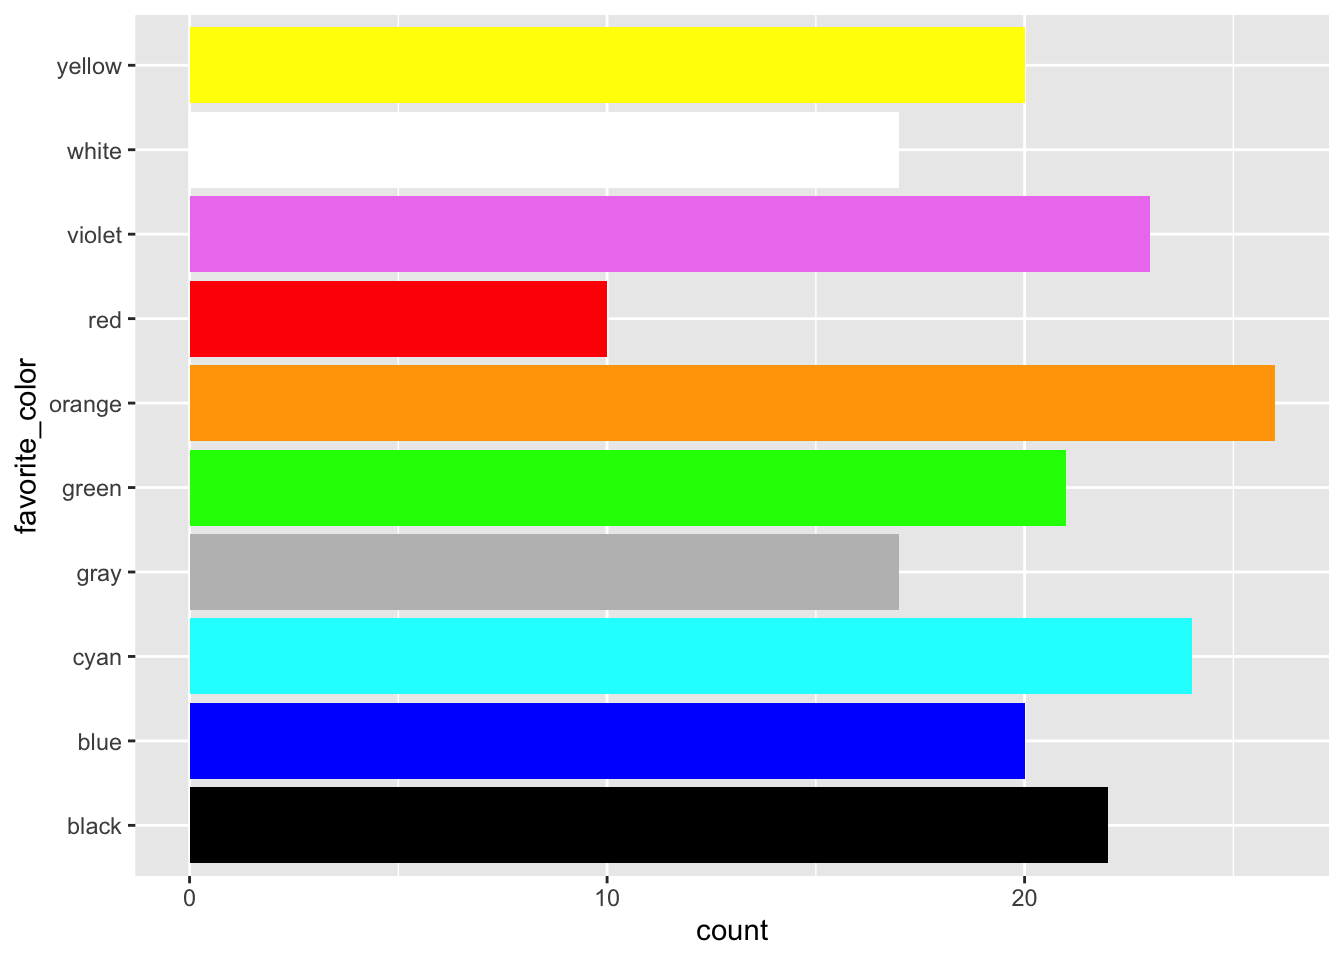 yellow
white
violet
red
orange
green
gray
cyan
blue
black
favorite_color
0 10 20
count